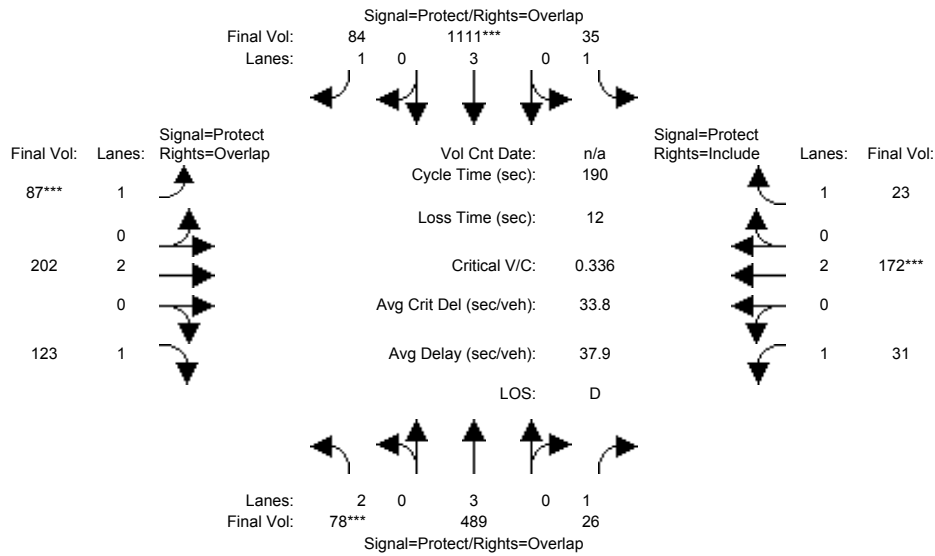 Signal=Protect/Rights=Overlap
Final Vol: 84 1111*** 35
Lanes: 1 0 3 0 1
Signal=Protect Signal=Protect
Final Vol: Lanes: Rights=Overlap Vol Cnt Date: n/a Rights=Include Lanes: Final Vol:
Cycle Time (sec): 190
87*** 1 1 23
Loss Time (sec): 12
0 0
202 2 Critical V/C: 0.336 2 172***
0 Avg Crit Del (sec/veh): 33.8 0
123 1 Avg Delay (sec/veh): 37.9 1 31
LOS: D
Lanes: 2 0 3 0 1
Final Vol: 78*** 489 26
Signal=Protect/Rights=Overlap